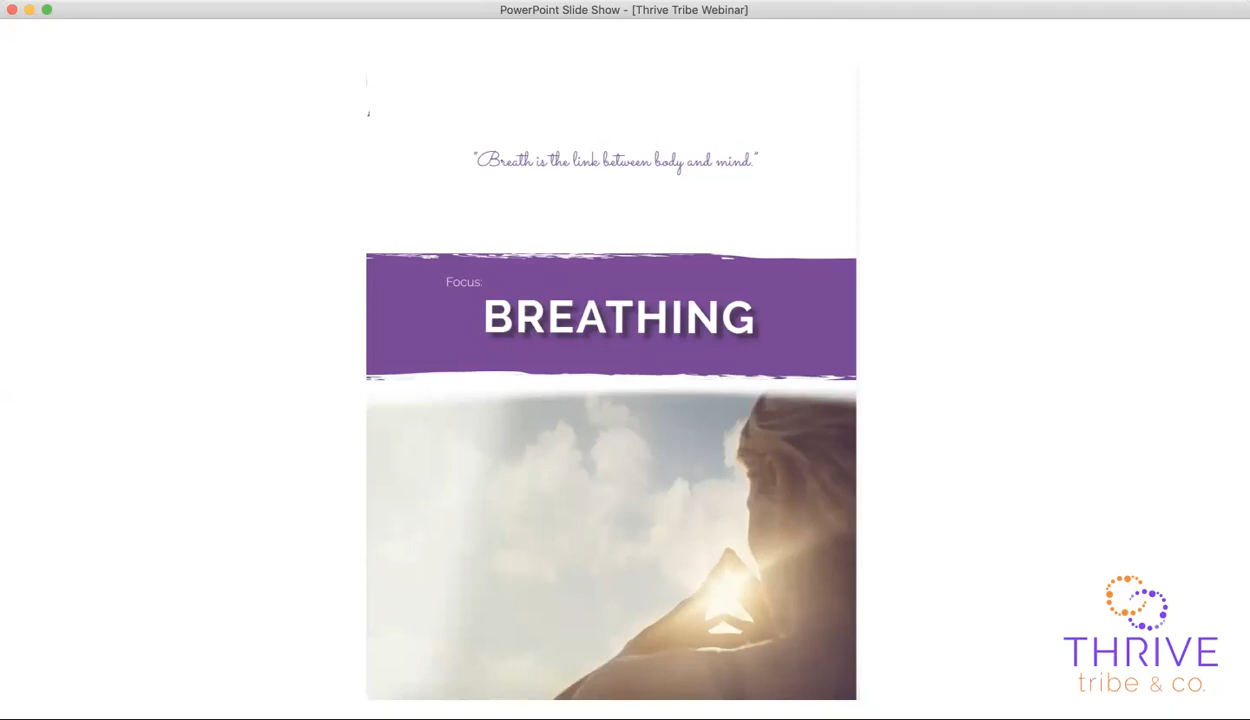 PowerPoint Slide Show - [Thrive Tribe Webinar]
"Breath is the link between body and mind."
Focus:
BREATHING
THRIVE
tribe & co.